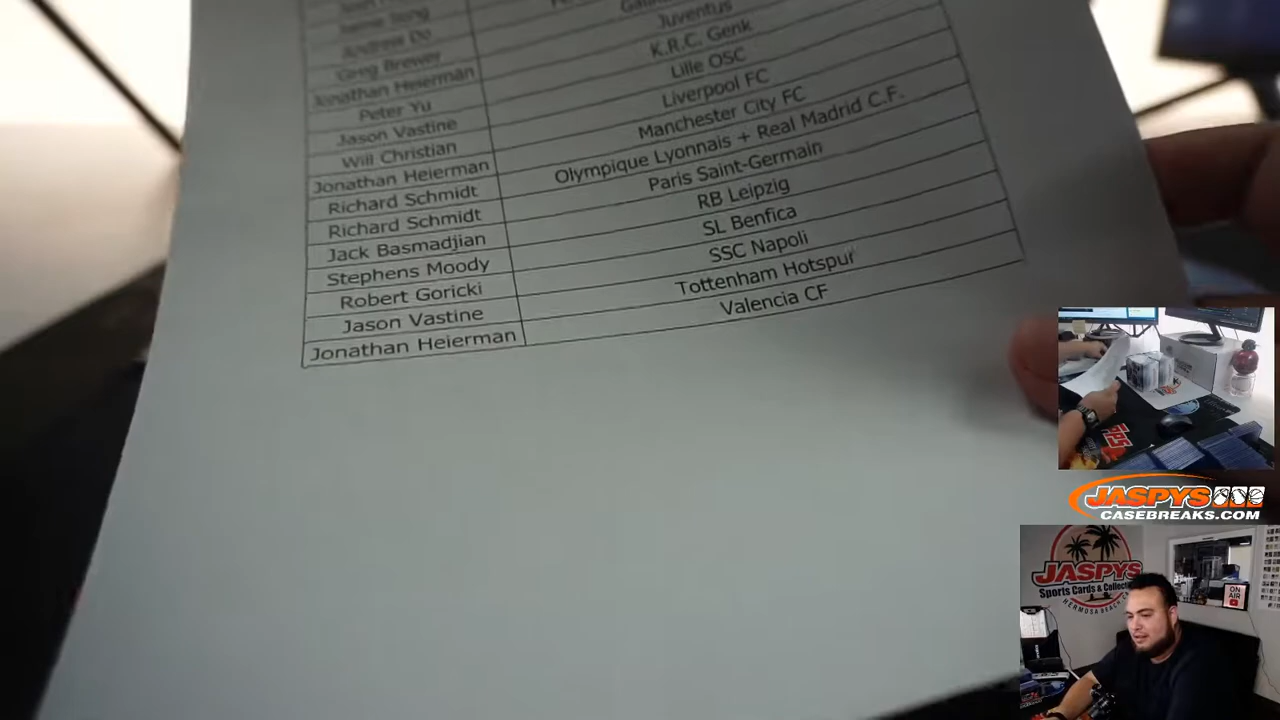 Andrew Do
Greg Brewer
Juventus
Jonathan Heierman K.R.C. Genk
Peter Yu Lille OSC
Jason Vastine Liverpool FC
Will Christian Manchester City FC
Jonathan Heierman Olympique Lyonnais + Real Madrid C.F.
Richard Schmidt Paris Saint-Germain
Richard Schmidt RB Leipzig
Jack Basmadjian SL Benfica
Stephens Moody SSC Napoli
Robert Goricki Tottenham Hotspur
Jason Vastine Valencia CF
Jonathan Heierman
JASPYS
CASEBREAKS.COM
JASPYS
Sports Cards &
HERMOSA BEACH
ON
AIR